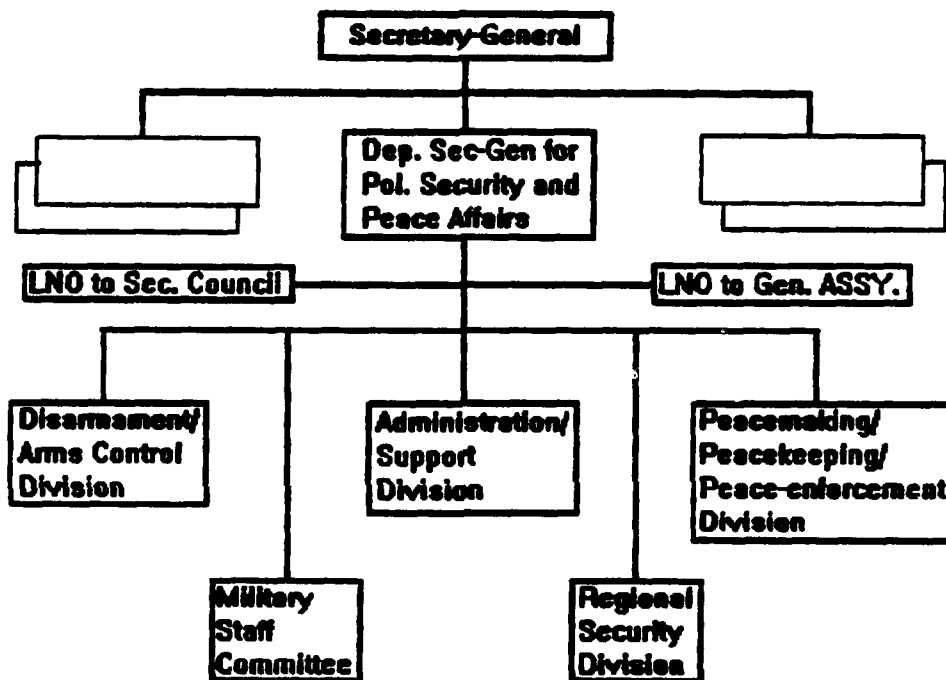 Secretary-General
Dep. Sec-Gen for
Pol. Security and
Peace Affairs
LNO to Sec. Council
LNO to Gen. ASSY.
Disarmament/
Arms Control
Division
Administration/
Support
Division
Peacemaking/
Peacekeeping/
Peace-enforcement
Division
Military
Staff
Committee
Regional
Security
Division